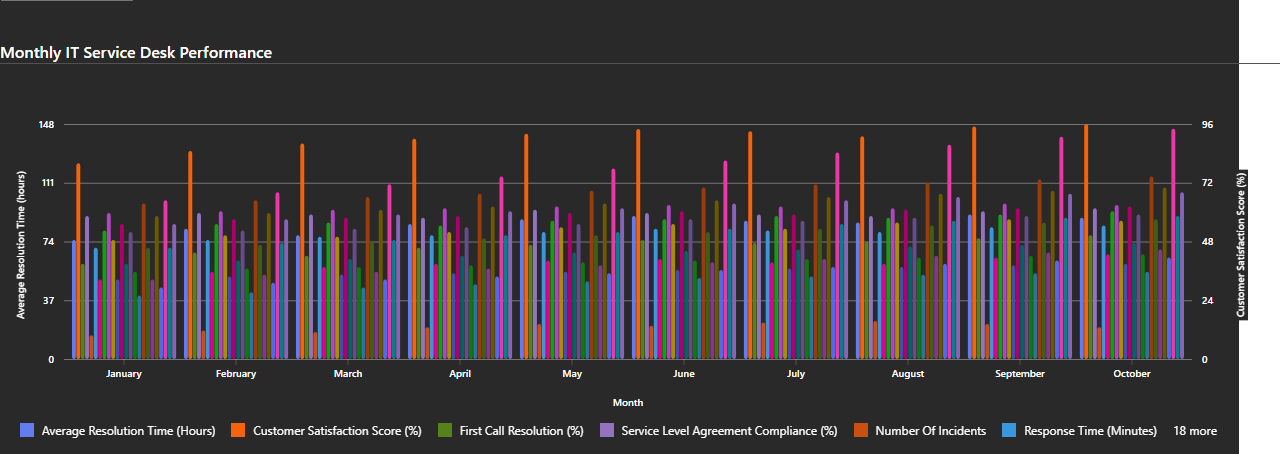 Monthly IT Service Desk Performance
Average Resolution Time (hours)
148
111
74
37
0
96
72
48
24
0
Customer Satisfaction Score (%)
January February March April May June July August September October
Month
Average Resolution Time (Hours) Customer Satisfaction Score (%) First Call Resolution (%) Service Level Agreement Compliance (%) Number Of Incidents Response Time (Minutes) 18 more